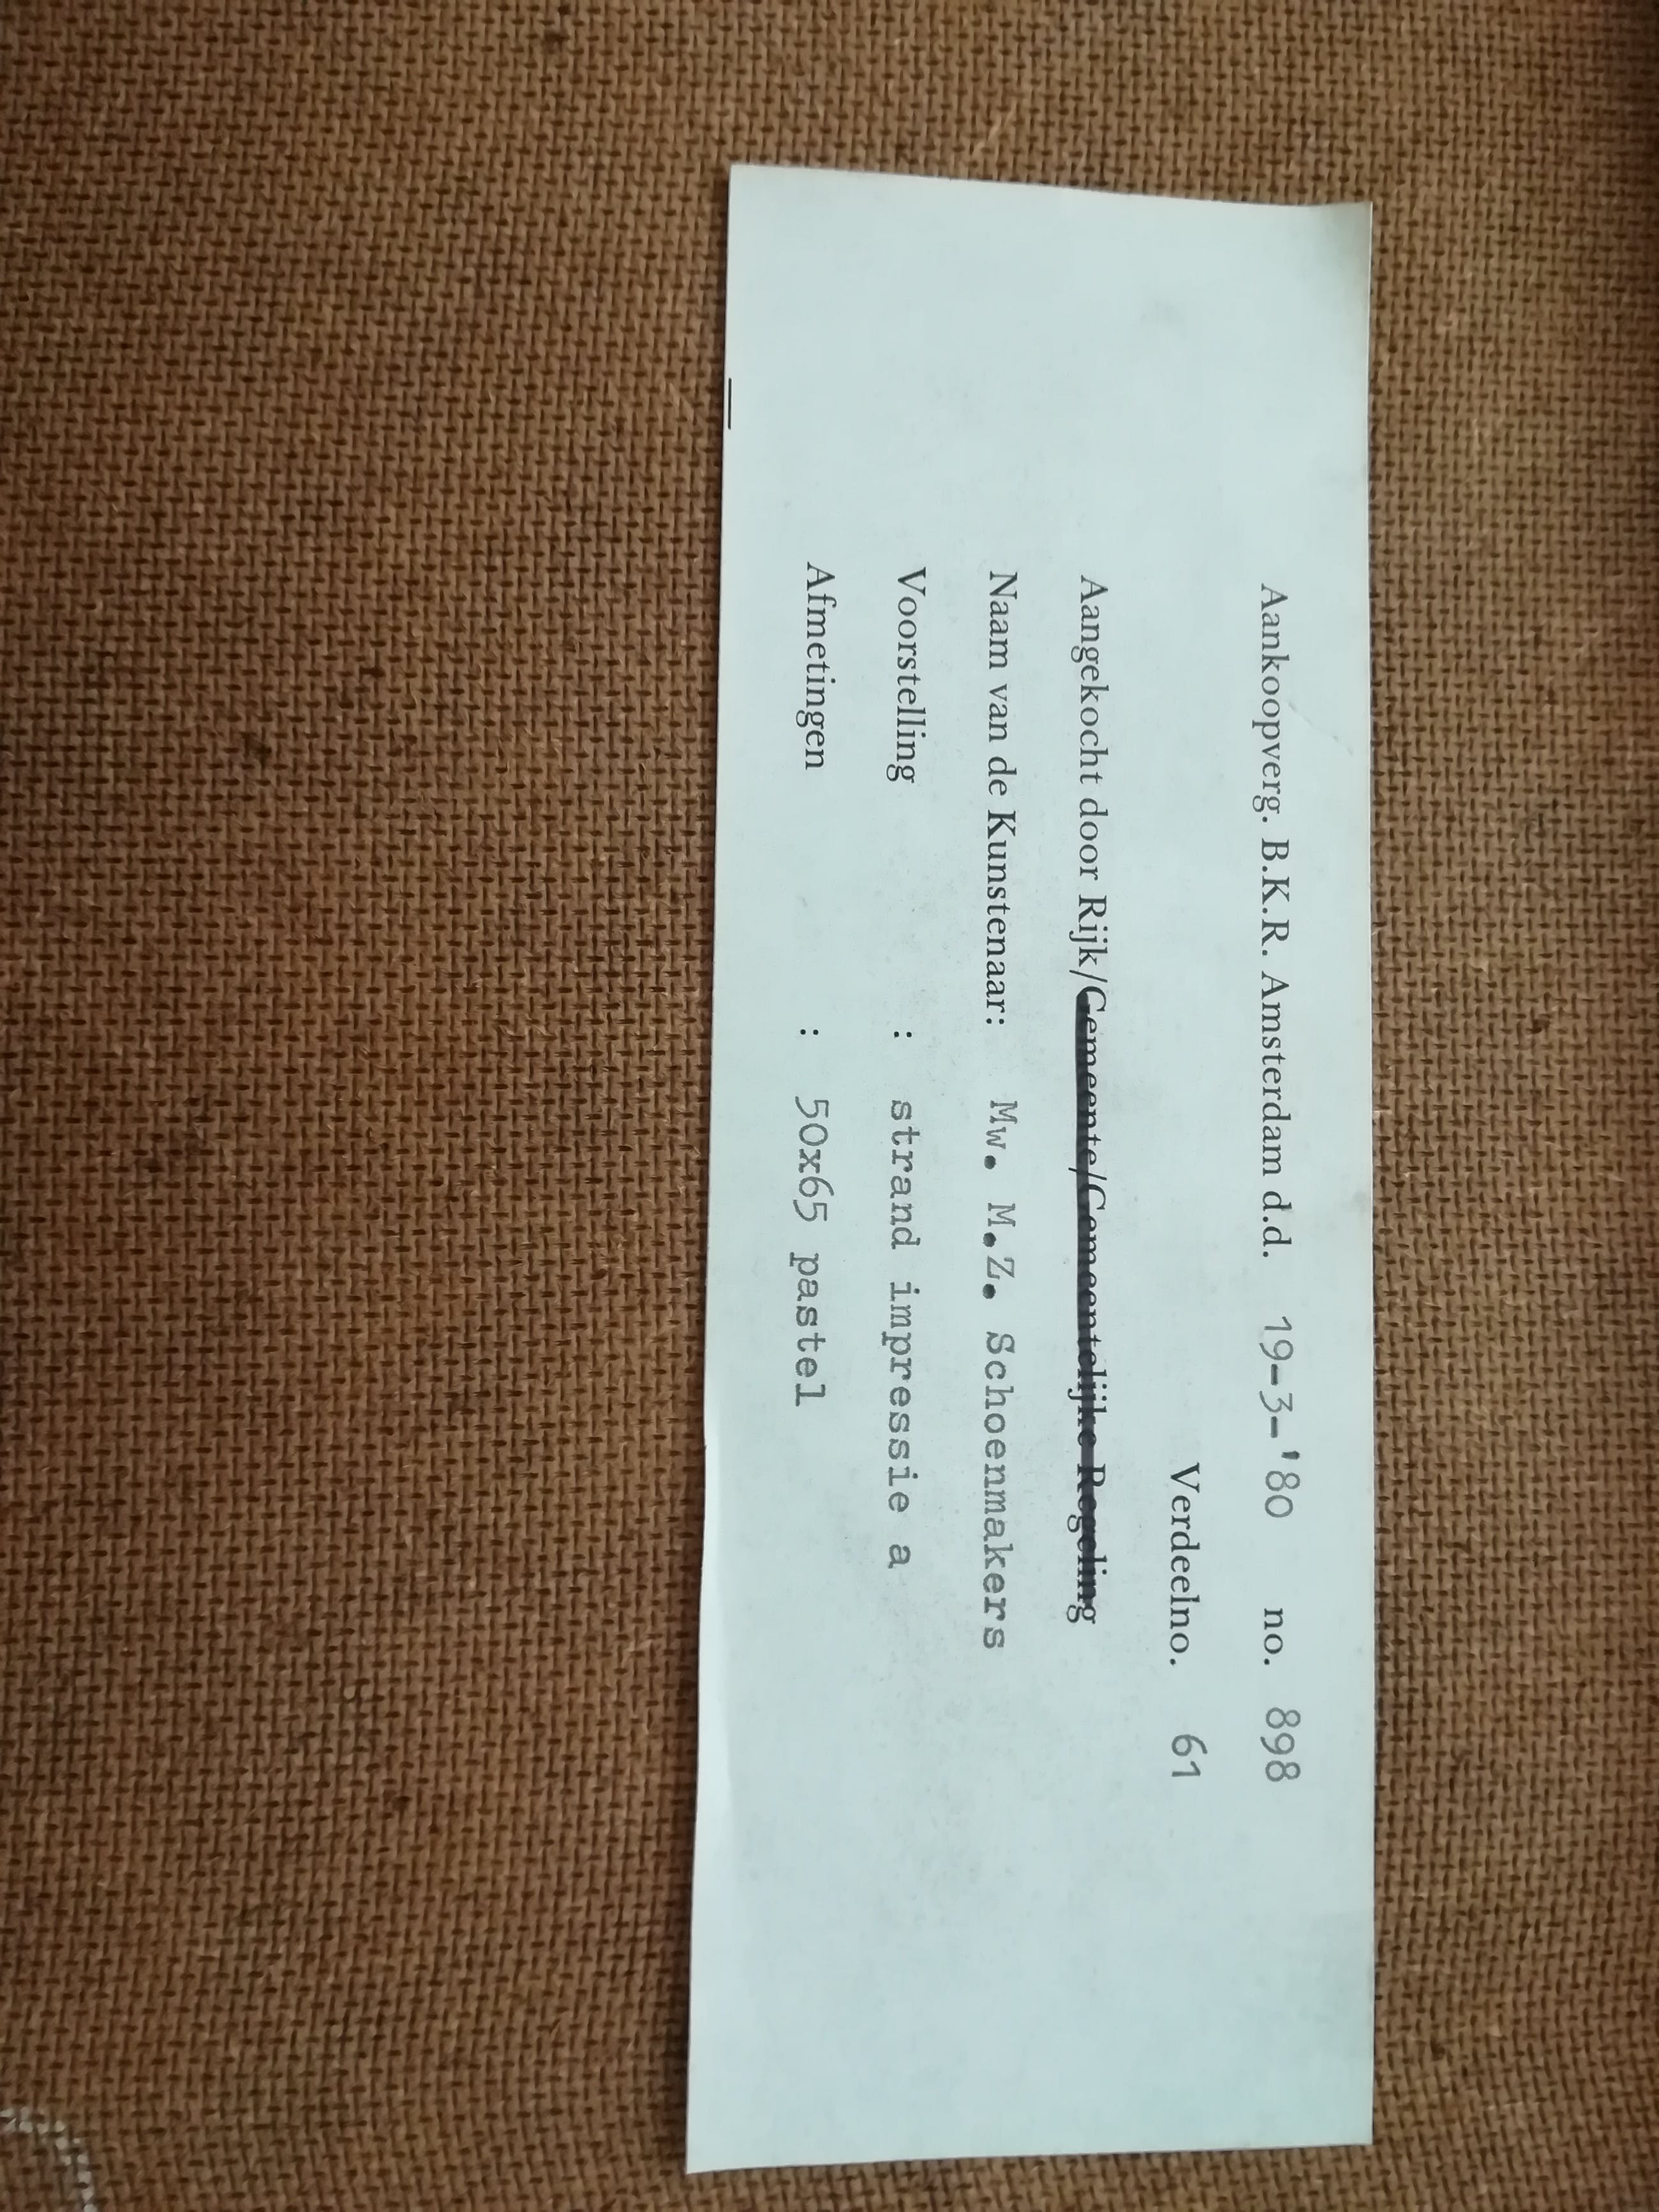 Aankoopverg. B.K.R. Amsterdam d.d. 19-3-'80 no. 898
Verdeelno. 61
Aangekocht door Rijk/Gemeente/Gemeentelijke Regeling
Naam van de Kunstenaar: Mw. M.Z. Schoenmakers
Voorstelling : strand impressie a
Afmetingen : 50x65 pastel